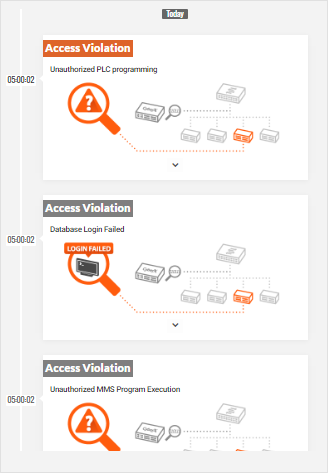 Today
Access Violation
Unauthorized PLC programming
05:00:02
Access Violation
Database Login Failed
05:00:02
LOGIN FAILED
Access Violation
Unauthorized MMS Program Execution
05:00:02